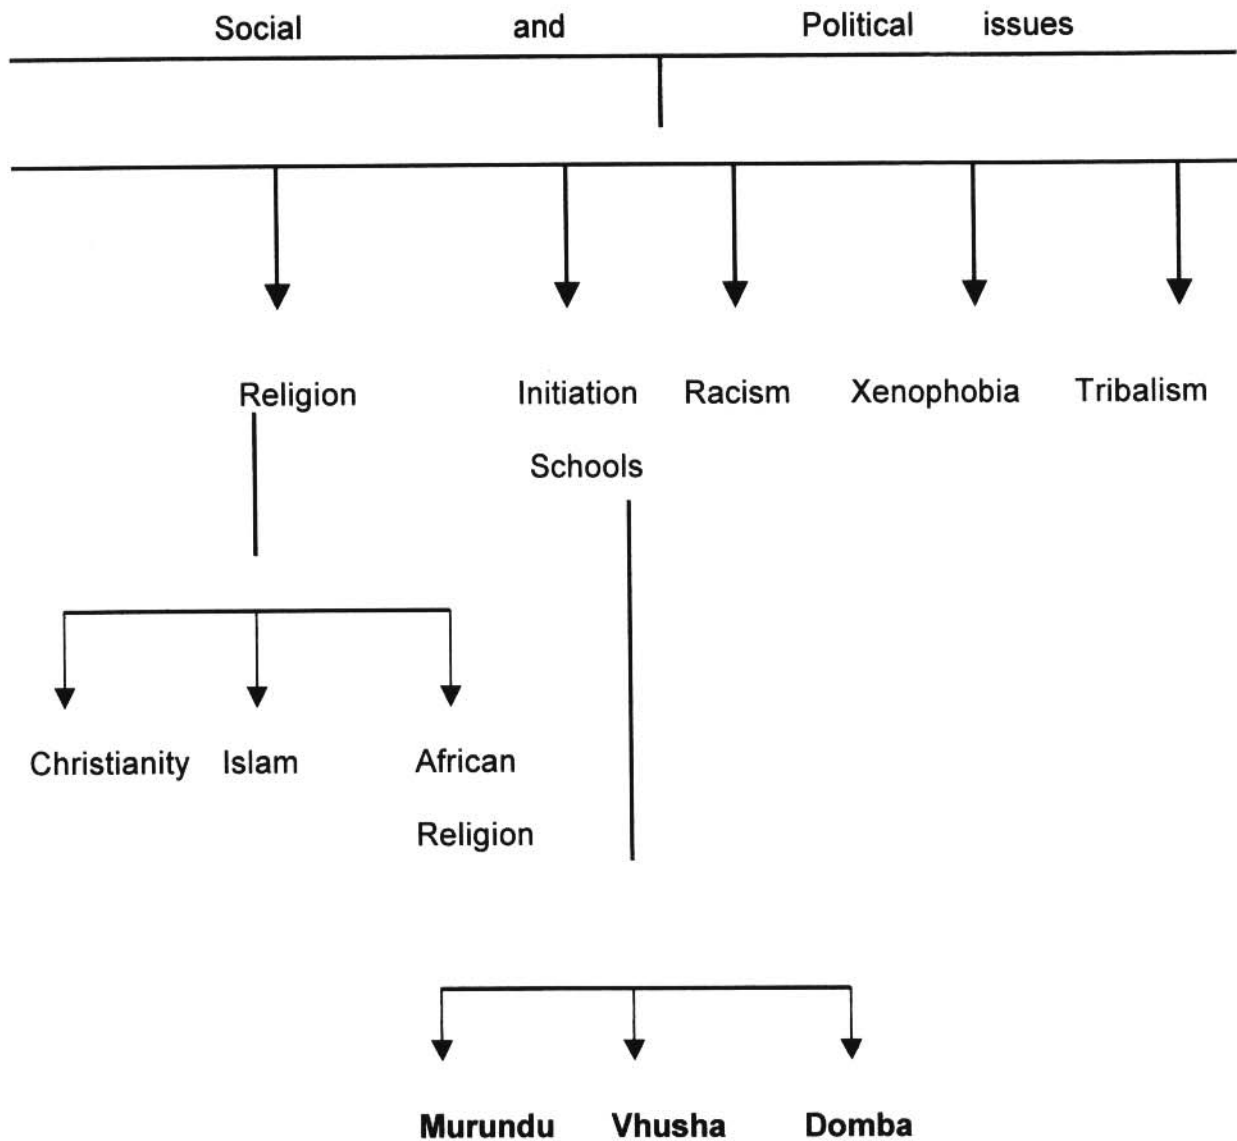 Social and Political issues
Religion Initiation Racism Xenophobia Tribalism
Schools
Christianity Islam African
Religion
Murundu Vhusha Domba